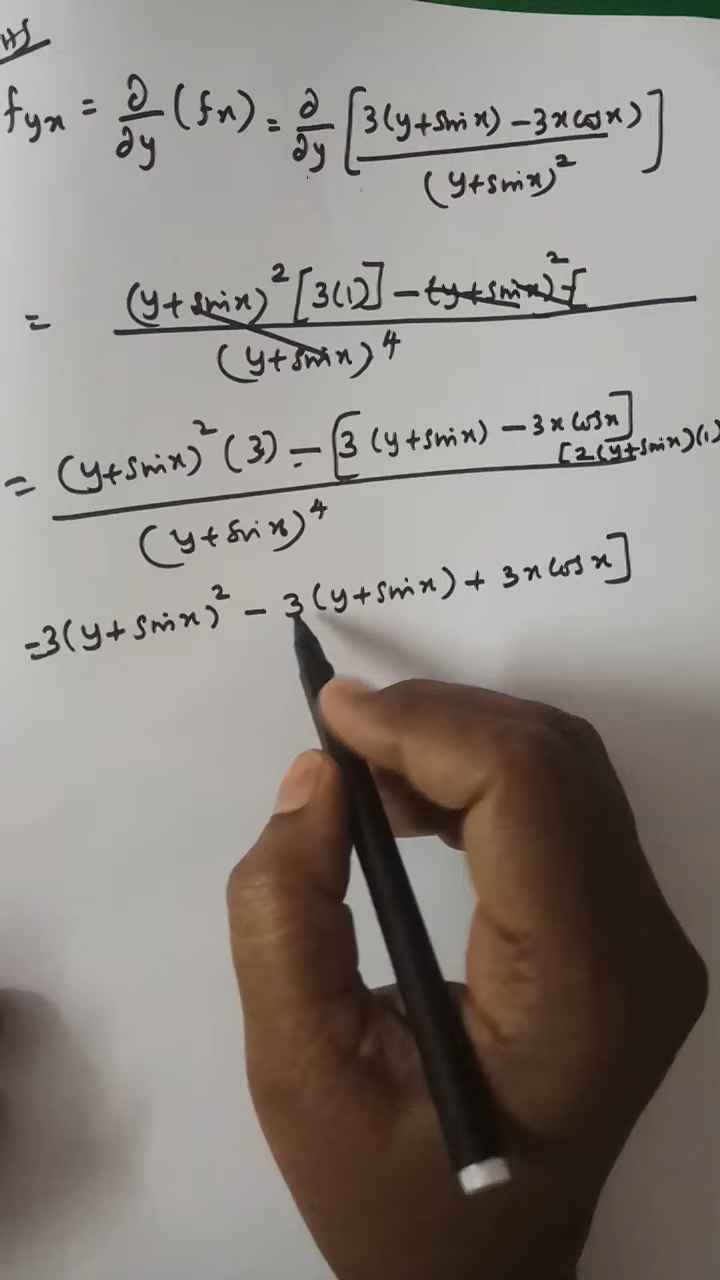 fyx = ∂/∂y (fx) = ∂/∂y [3(y+sinx) - 3xcosx) / (y+sinx)²]
= (y+sinx)² [3(1)] - (y+sinx)² [ / (y+sinx)⁴
= (y+sinx)² (3) - [3(y+sinx) - 3xcosx] [2(y+sinx)(1) / (y+sinx)⁴
=3(y+sinx)² - 3(y+sinx) + 3xcosx]